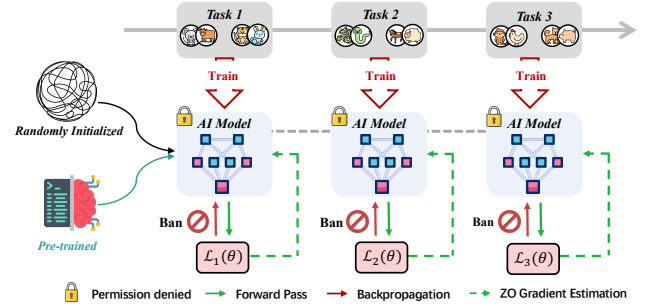 Task 1
Task 2
Task 3
Train
Train
Train
Randomly Initialized
AI Model
AI Model
AI Model
Pre-trained
Ban
Ban
Ban
ℒ₁(θ)
ℒ₂(θ)
ℒ₃(θ)
Permission denied
Forward Pass
Backpropagation
ZO Gradient Estimation